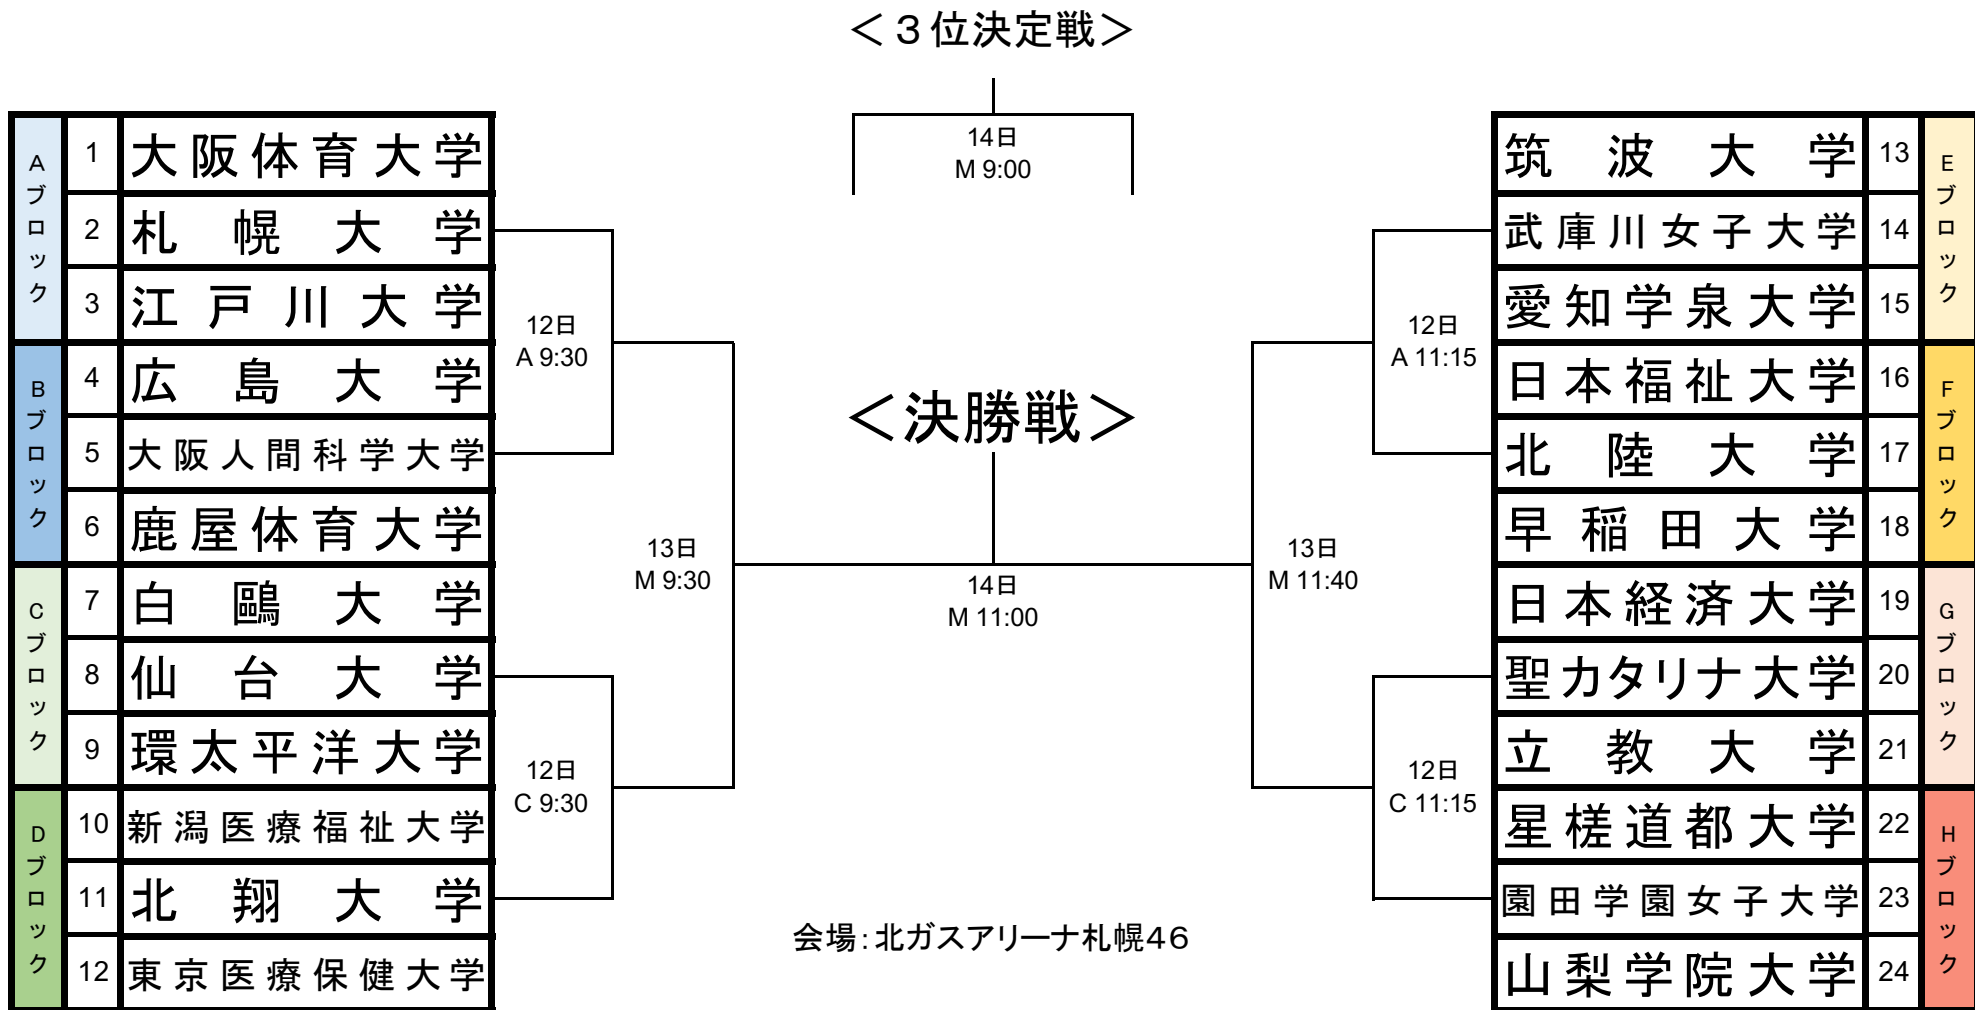 ＜３位決定戦＞
14日
M 9:00
Aブロック
1 大阪体育大学
2 札幌大学
3 江戸川大学
Bブロック
4 広島大学
5 大阪人間科学大学
6 鹿屋体育大学
Cブロック
7 白鷗大学
8 仙台大学
9 環太平洋大学
Dブロック
10 新潟医療福祉大学
11 北翔大学
12 東京医療保健大学
12日
A 9:30
12日
C 9:30
13日
M 9:30
＜決勝戦＞
14日
M 11:00
13日
M 11:40
12日
A 11:15
12日
C 11:15
筑波大学 13
武庫川女子大学 14
愛知学泉大学 15
Eブロック
日本福祉大学 16
北陸大学 17
早稲田大学 18
Fブロック
日本経済大学 19
聖カタリナ大学 20
立教大学 21
Gブロック
星槎道都大学 22
園田学園女子大学 23
山梨学院大学 24
Hブロック
会場：北ガスアリーナ札幌46